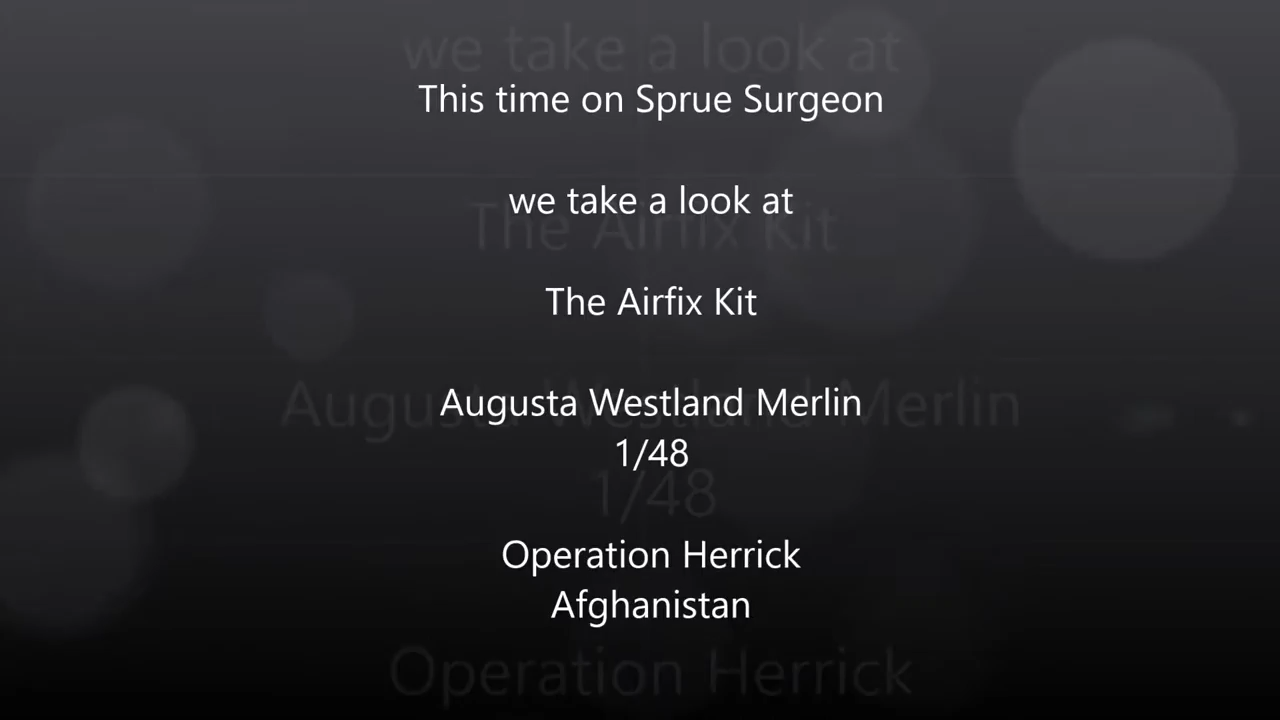 This time on Sprue Surgeon
we take a look at
The Airfix Kit
Augusta Westland Merlin
1/48
Operation Herrick
Afghanistan